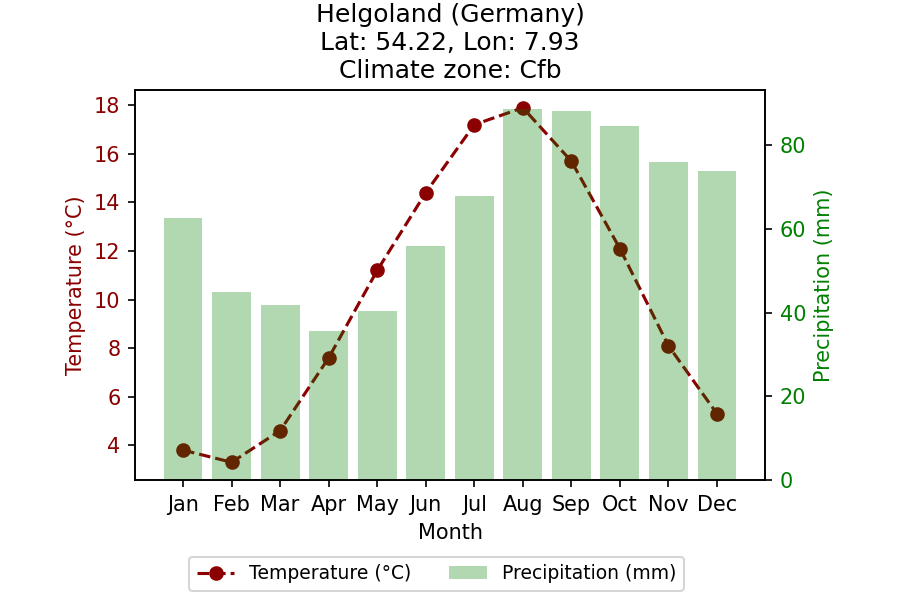 Helgoland (Germany)
Lat: 54.22, Lon: 7.93
Climate zone: Cfb
18
16
14
12
10
8
6
4
Temperature (°C)
80
60
40
20
0
Precipitation (mm)
Jan Feb Mar Apr May Jun Jul Aug Sep Oct Nov Dec
Month
Temperature (°C) Precipitation (mm)